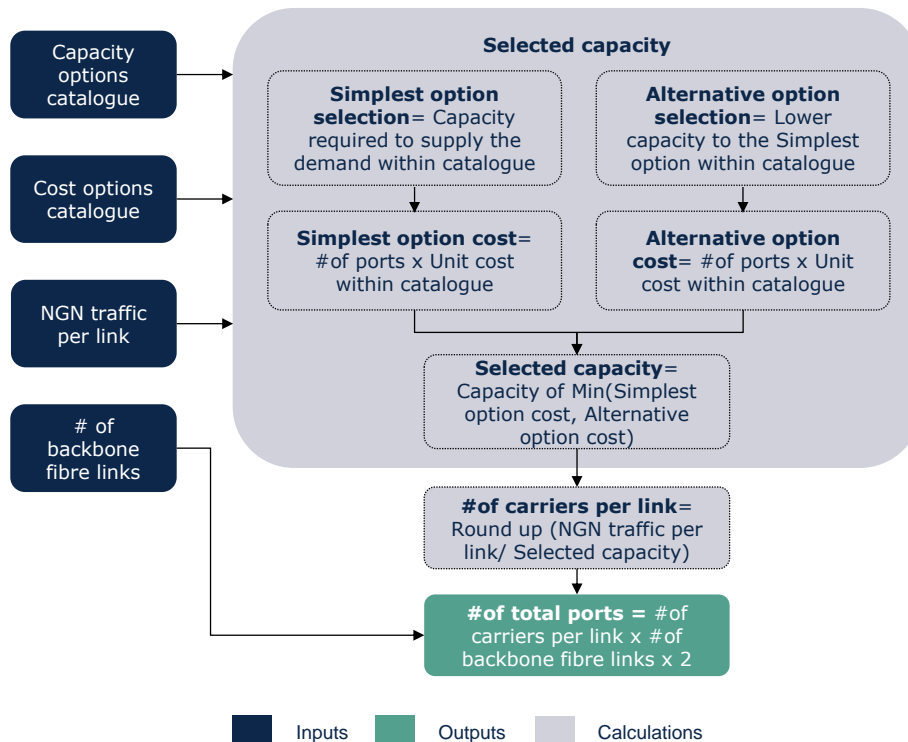 Capacity
options
catalogue
Cost options
catalogue
NGN traffic
per link
# of
backbone
fibre links
Selected capacity
Simplest option
selection= Capacity
required to supply the
demand within catalogue
Alternative option
selection= Lower
capacity to the Simplest
option within catalogue
Simplest option cost=
#of ports x Unit cost
within catalogue
Alternative option
cost= #of ports x Unit
cost within catalogue
Selected capacity=
Capacity of Min(Simplest
option cost, Alternative
option cost)
#of carriers per link=
Round up (NGN traffic per
link/ Selected capacity)
#of total ports = #of
carriers per link x #of
backbone fibre links x 2
Inputs
Outputs
Calculations